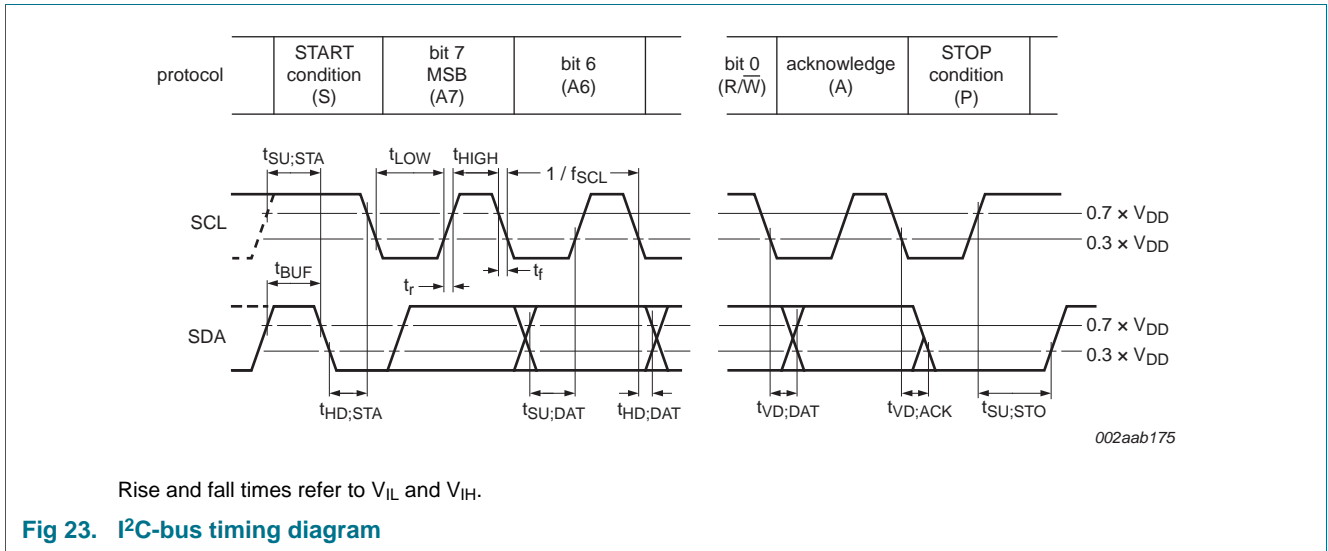 protocol
START
condition
(S)
bit 7
MSB
(A7)
bit 6
(A6)
bit 0
(R/W̅)
acknowledge
(A)
STOP
condition
(P)
tSU;STA
tLOW
tHIGH
1 / fSCL
SCL
0.7 × VDD
0.3 × VDD
tBUF
tr
tf
SDA
0.7 × VDD
0.3 × VDD
tHD;STA
tSU;DAT
tHD;DAT
tVD;DAT
tVD;ACK
tSU;STO
002aab175
Rise and fall times refer to VIL and VIH.
Fig 23. I²C-bus timing diagram